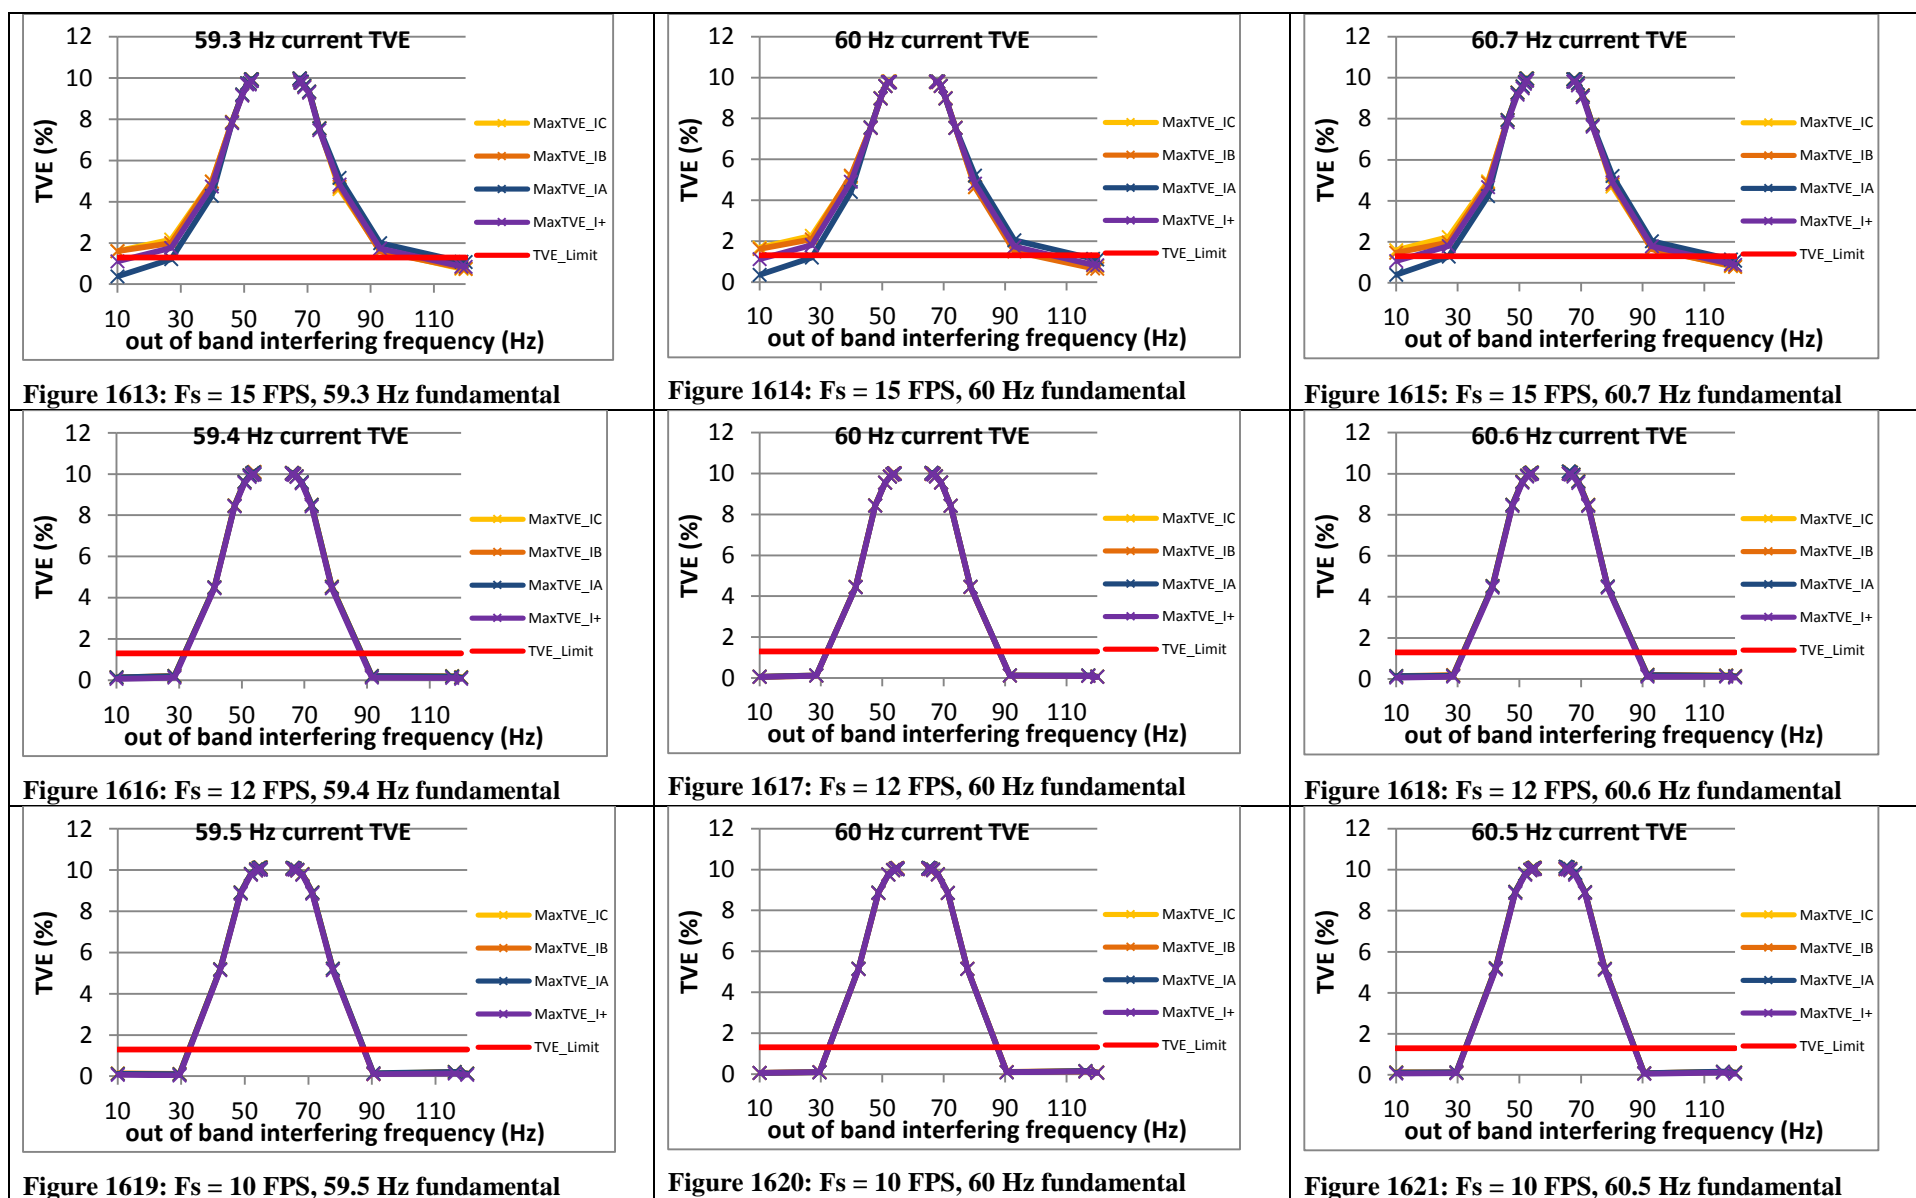 59.3 Hz current TVE
12
10
8
6
4
2
0
TVE (%)
10 30 50 70 90 110
out of band interfering frequency (Hz)
MaxTVE_IC
MaxTVE_IB
MaxTVE_IA
MaxTVE_I+
TVE_Limit
Figure 1613: Fs = 15 FPS, 59.3 Hz fundamental
60 Hz current TVE
12
10
8
6
4
2
0
TVE (%)
10 30 50 70 90 110
out of band interfering frequency (Hz)
MaxTVE_IC
MaxTVE_IB
MaxTVE_IA
MaxTVE_I+
TVE_Limit
Figure 1614: Fs = 15 FPS, 60 Hz fundamental
60.7 Hz current TVE
12
10
8
6
4
2
0
TVE (%)
10 30 50 70 90 110
out of band interfering frequency (Hz)
MaxTVE_IC
MaxTVE_IB
MaxTVE_IA
MaxTVE_I+
TVE_Limit
Figure 1615: Fs = 15 FPS, 60.7 Hz fundamental
59.4 Hz current TVE
12
10
8
6
4
2
0
TVE (%)
10 30 50 70 90 110
out of band interfering frequency (Hz)
MaxTVE_IC
MaxTVE_IB
MaxTVE_IA
MaxTVE_I+
TVE_Limit
Figure 1616: Fs = 12 FPS, 59.4 Hz fundamental
60 Hz current TVE
12
10
8
6
4
2
0
TVE (%)
10 30 50 70 90 110
out of band interfering frequency (Hz)
MaxTVE_IC
MaxTVE_IB
MaxTVE_IA
MaxTVE_I+
TVE_Limit
Figure 1617: Fs = 12 FPS, 60 Hz fundamental
60.6 Hz current TVE
12
10
8
6
4
2
0
TVE (%)
10 30 50 70 90 110
out of band interfering frequency (Hz)
MaxTVE_IC
MaxTVE_IB
MaxTVE_IA
MaxTVE_I+
TVE_Limit
Figure 1618: Fs = 12 FPS, 60.6 Hz fundamental
59.5 Hz current TVE
12
10
8
6
4
2
0
TVE (%)
10 30 50 70 90 110
out of band interfering frequency (Hz)
MaxTVE_IC
MaxTVE_IB
MaxTVE_IA
MaxTVE_I+
TVE_Limit
Figure 1619: Fs = 10 FPS, 59.5 Hz fundamental
60 Hz current TVE
12
10
8
6
4
2
0
TVE (%)
10 30 50 70 90 110
out of band interfering frequency (Hz)
MaxTVE_IC
MaxTVE_IB
MaxTVE_IA
MaxTVE_I+
TVE_Limit
Figure 1620: Fs = 10 FPS, 60 Hz fundamental
60.5 Hz current TVE
12
10
8
6
4
2
0
TVE (%)
10 30 50 70 90 110
out of band interfering frequency (Hz)
MaxTVE_IC
MaxTVE_IB
MaxTVE_IA
MaxTVE_I+
TVE_Limit
Figure 1621: Fs = 10 FPS, 60.5 Hz fundamental